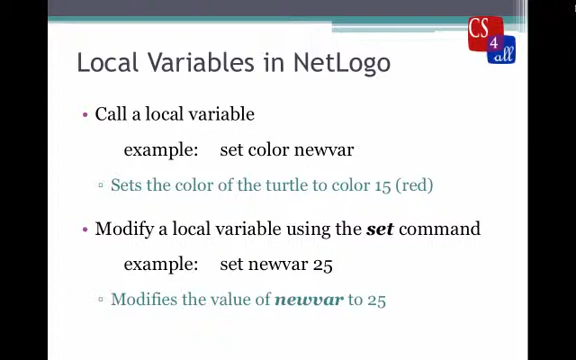 CS
4
all
Local Variables in NetLogo
• Call a local variable
example: set color newvar
▫ Sets the color of the turtle to color 15 (red)
• Modify a local variable using the set command
example: set newvar 25
▫ Modifies the value of newvar to 25